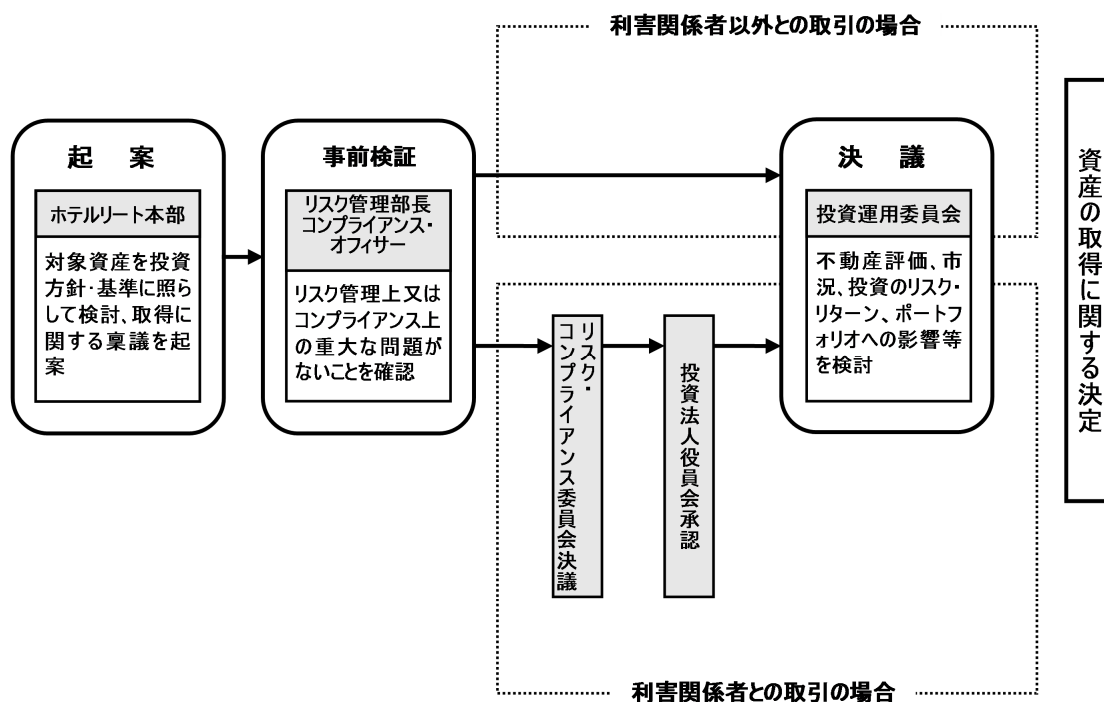 利害関係者以外との取引の場合
起　案
ホテルリート本部
対象資産を投資
方針・基準に照ら
して検討、取得に
関する稟議を起
案
事前検証
リスク管理部長
コンプライアンス・
オフィサー
リスク管理上又は
コンプライアンス上
の重大な問題が
ないことを確認
リスク・
コンプライアンス委員会決議
投資法人役員会承認
決　議
投資運用委員会
不動産評価、市
況、投資のリスク・
リターン、ポートフ
ォリオへの影響等
を検討
資産の取得に関する決定
利害関係者との取引の場合